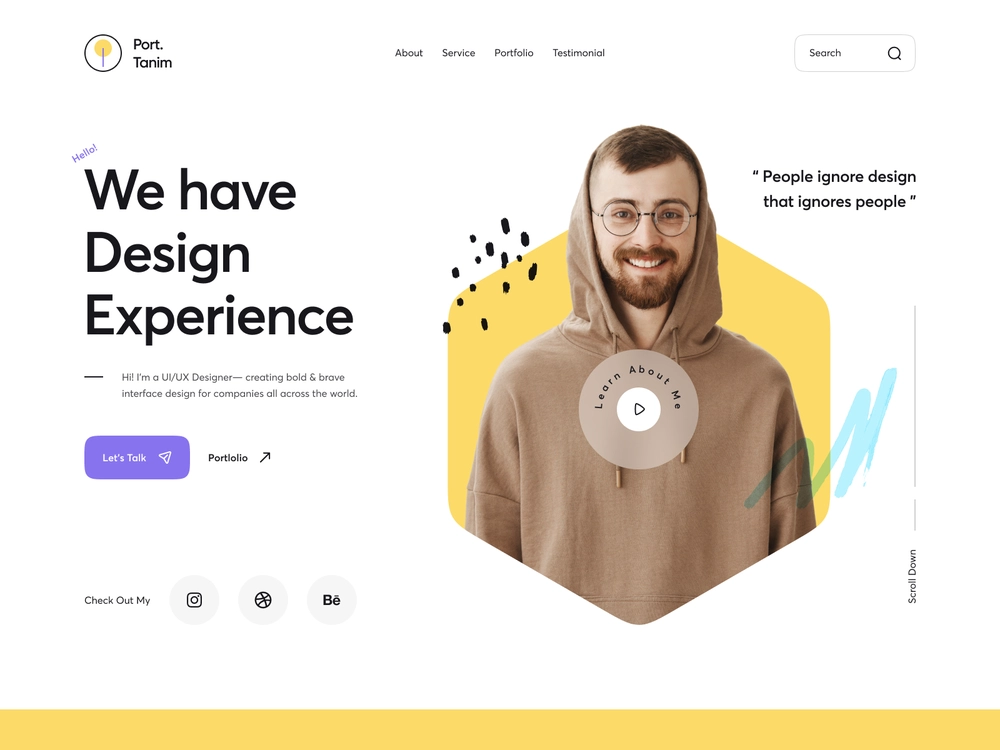 Port.
Tanim
About
Service
Portfolio
Testimonial
Search
Hello!
We have
Design
Experience
Hi! I'm a UI/UX Designer— creating bold & brave
interface design for companies all across the world.
Let's Talk
Portlolio
Check Out My
Bē
“ People ignore design
that ignores people ”
Learn About Me
Scroll Down